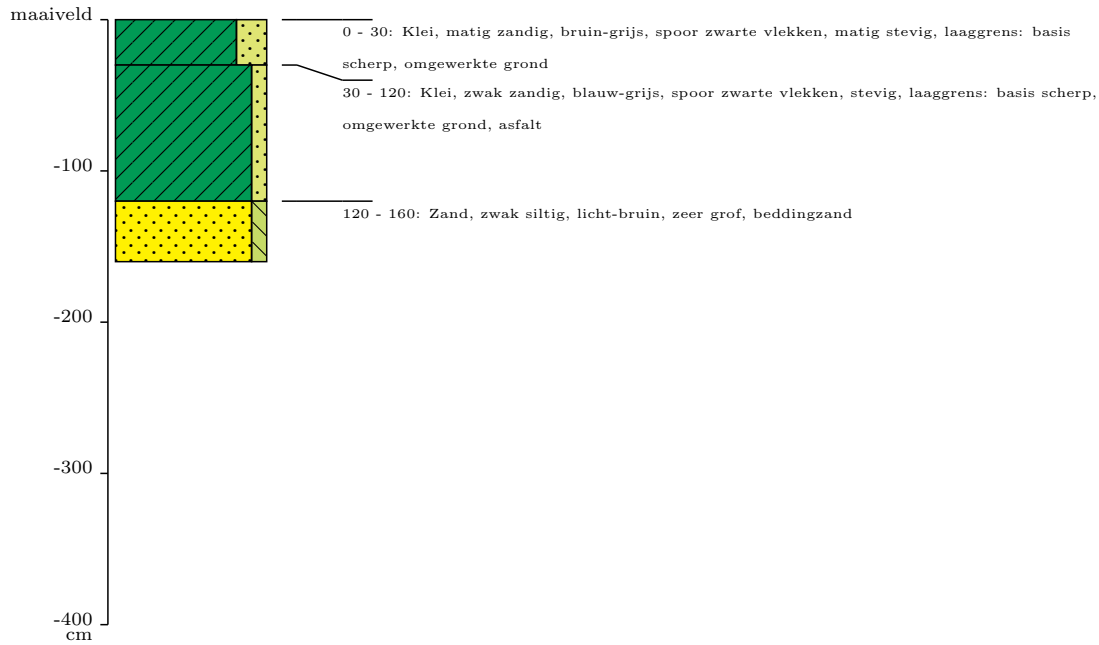 maaiveld
0 - 30: Klei, matig zandig, bruin-grijs, spoor zwarte vlekken, matig stevig, laaggrens: basis
scherp, omgewerkte grond
30 - 120: Klei, zwak zandig, blauw-grijs, spoor zwarte vlekken, stevig, laaggrens: basis scherp,
omgewerkte grond, asfalt
-100
120 - 160: Zand, zwak siltig, licht-bruin, zeer grof, beddingzand
-200
-300
-400
cm